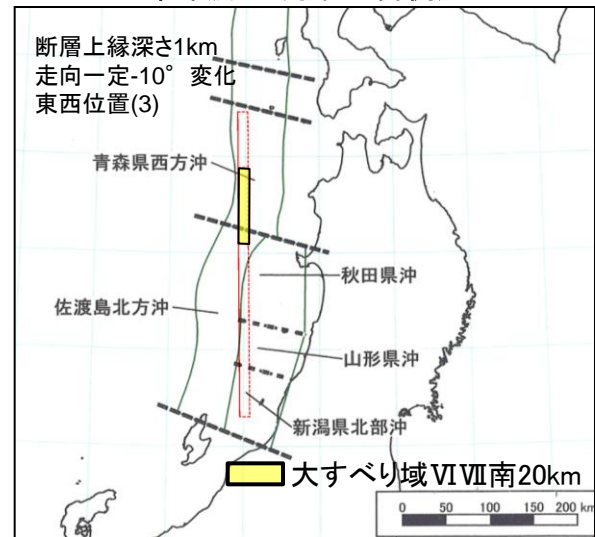 断層上縁深さ1km
走向一定-10°変化
東西位置(3)
青森県西方沖
秋田県沖
佐渡島北方沖
山形県沖
新潟県北部沖
大すべり域ⅥⅦ南20km
0 50 100 150 200 km